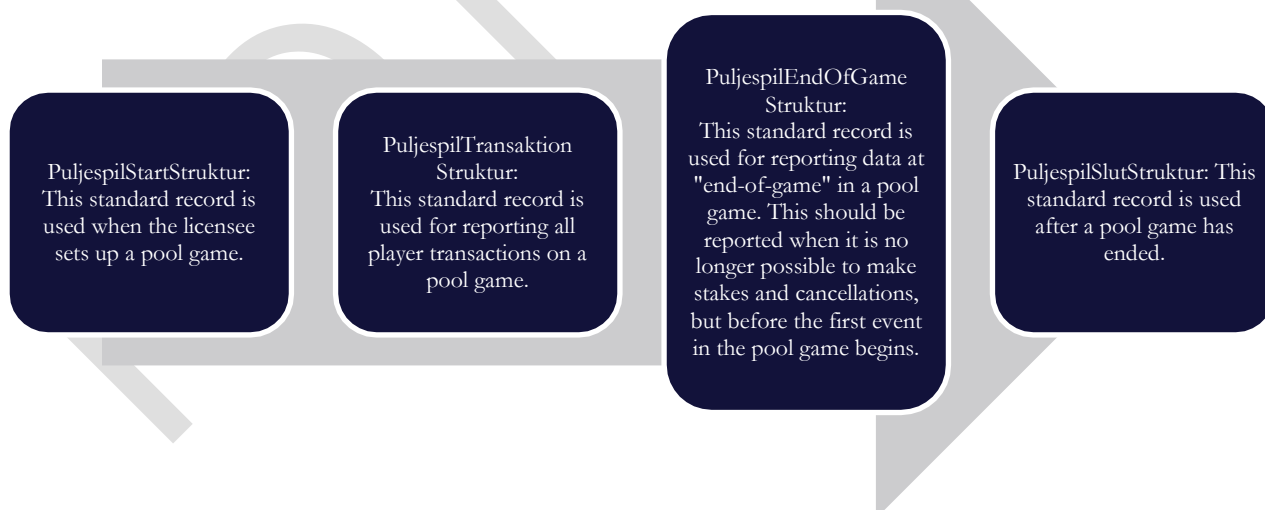 PuljespilStartStruktur:
This standard record is
used when the licensee
sets up a pool game.
PuljespilTransaktion
Struktur:
This standard record is
used for reporting all
player transactions on a
pool game.
PuljespilEndOfGame
Struktur:
This standard record is
used for reporting data at
"end-of-game" in a pool
game. This should be
reported when it is no
longer possible to make
stakes and cancellations,
but before the first event
in the pool game begins.
PuljespilSlutStruktur: This
standard record is used
after a pool game has
ended.